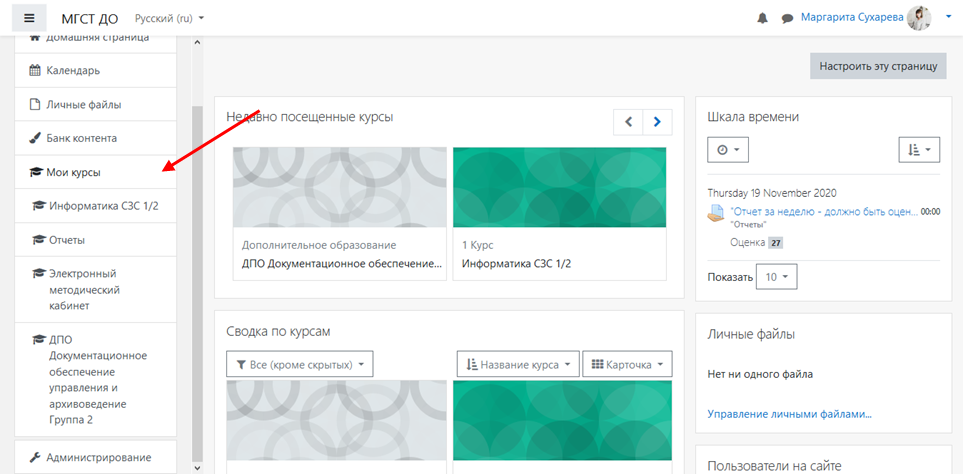 МГСТ ДО
Русский (ru)
Маргарита Сухарева
Домашняя страница
Календарь
Личные файлы
Банк контента
Мои курсы
Информатика СЗС 1/2
Отчеты
Электронный
методический
кабинет
ДПО
Документационное
обеспечение
управления и
архивоведение
Группа 2
Администрирование
Настроить эту страницу
Недавно посещенные курсы
Дополнительное образование
ДПО Документационное обеспечение...
1 Курс
Информатика СЗС 1/2
Сводка по курсам
Все (кроме скрытых)
Название курса
Карточка
Шкала времени
Thursday 19 November 2020
"Отчет за неделю - должно быть оцен... 00:00
"Отчеты"
Оценка 27
Показать 10
Личные файлы
Нет ни одного файла
Управление личными файлами...
Пользователи на сайте